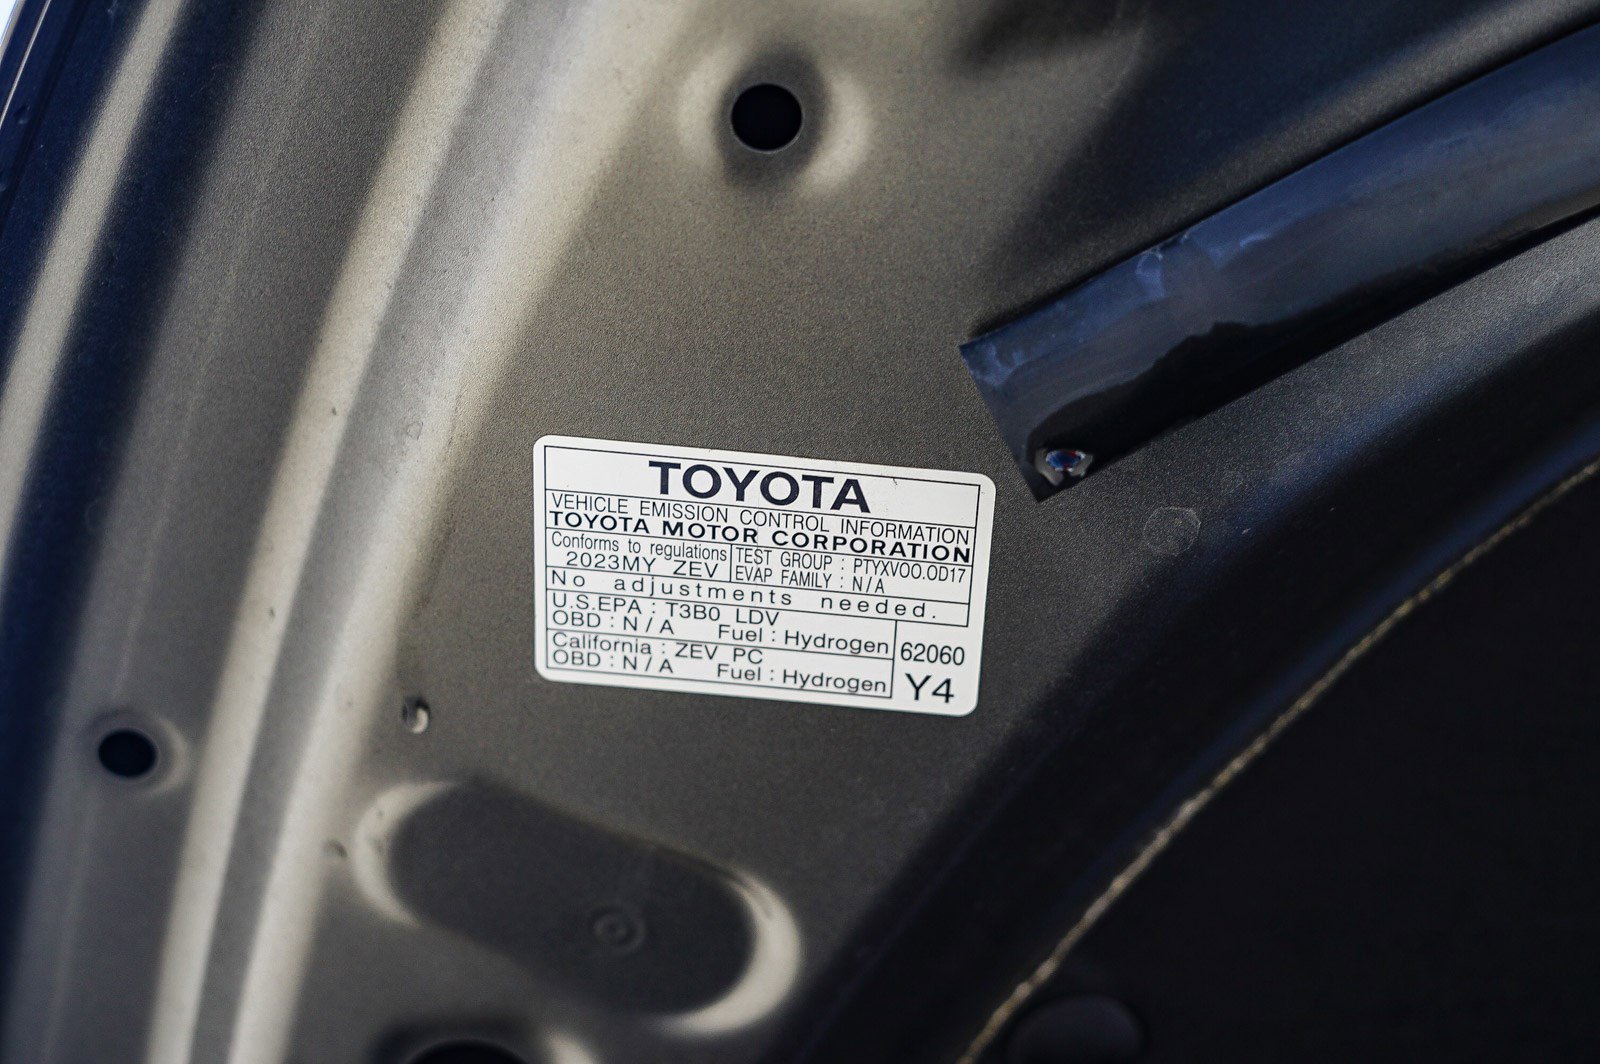 TOYOTA
VEHICLE EMISSION CONTROL INFORMATION
TOYOTA MOTOR CORPORATION
Conforms to regulations
2023MY ZEV
TEST GROUP : PTYXV00.0D17
EVAP FAMILY : N/A
No adjustments needed.
U.S.EPA : T3B0 LDV
OBD : N/A Fuel : Hydrogen
California : ZEV PC
OBD : N/A Fuel : Hydrogen
62060
Y4